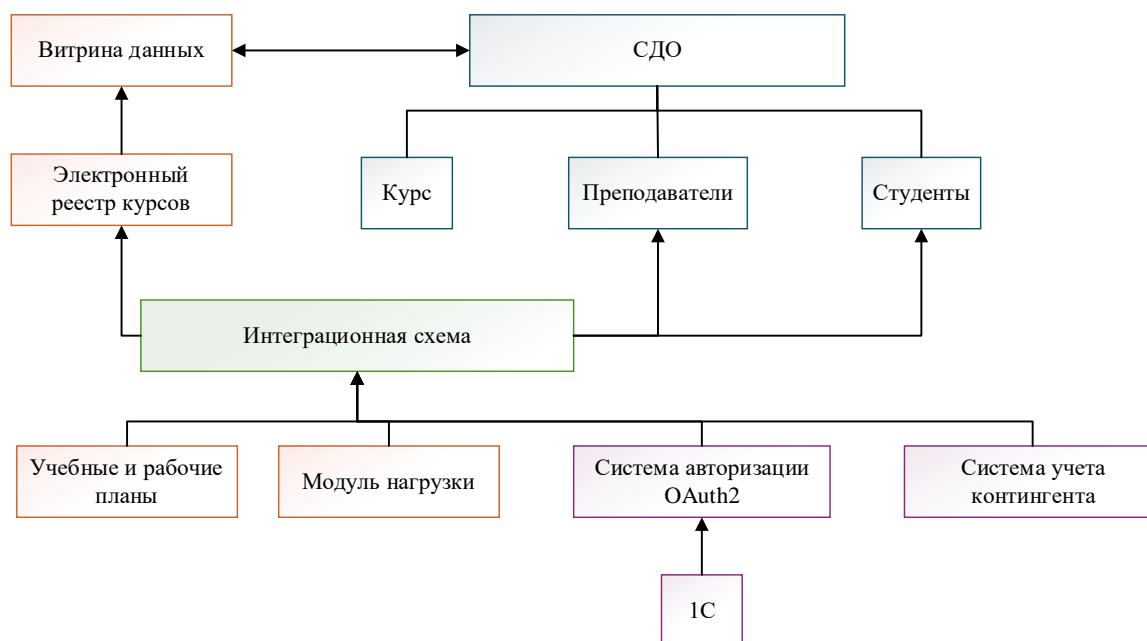 Витрина данных
СДО
Электронный
реестр курсов
Курс
Преподаватели
Студенты
Интеграционная схема
Учебные и рабочие
планы
Модуль нагрузки
Система авторизации
OAuth2
Система учета
контингента
1С